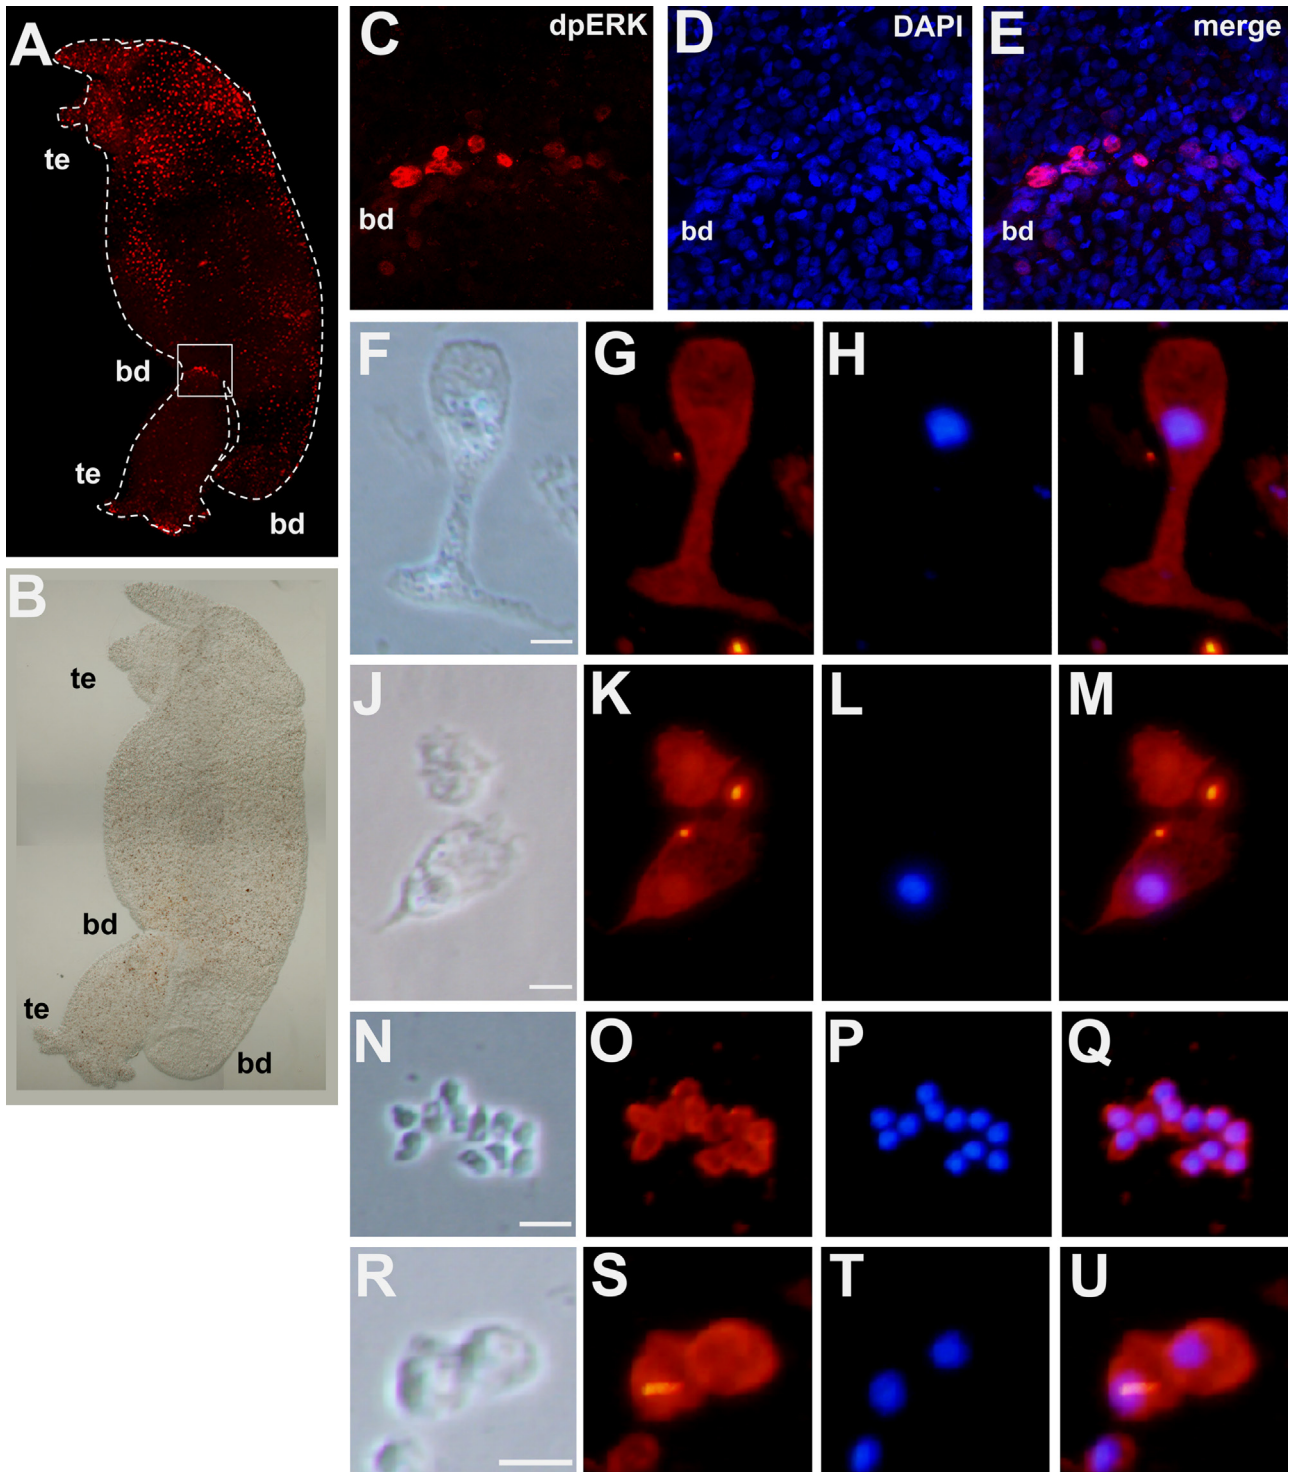 A
te
bd
te
bd
B
te
bd
te
bd
C dpERK
bd
D DAPI
bd
E merge
bd
F G H I
J K L M
N O P Q
R S T U